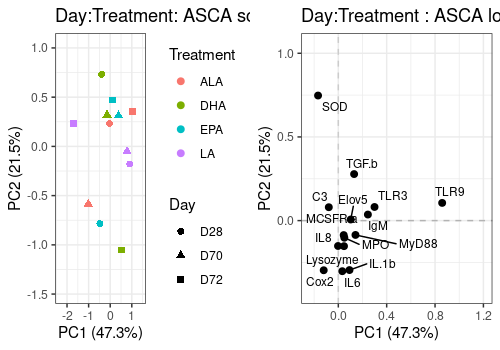 Day:Treatment: ASCA sc
PC2 (21.5%)
1.0
0.5
0.0
-0.5
-1.0
-1.5
-2 -1 0 1
PC1 (47.3%)
Treatment
ALA
DHA
EPA
LA
Day
D28
D70
D72
Day:Treatment : ASCA lo
PC2 (21.5%)
1.0
0.5
0.0
SOD
TGF.b
C3
Elov5
TLR3
TLR9
IgM
IL8
MPO
MyD88
Lysozyme
IL.1b
Cox2
IL6
0.0 0.4 0.8 1.2
PC1 (47.3%)